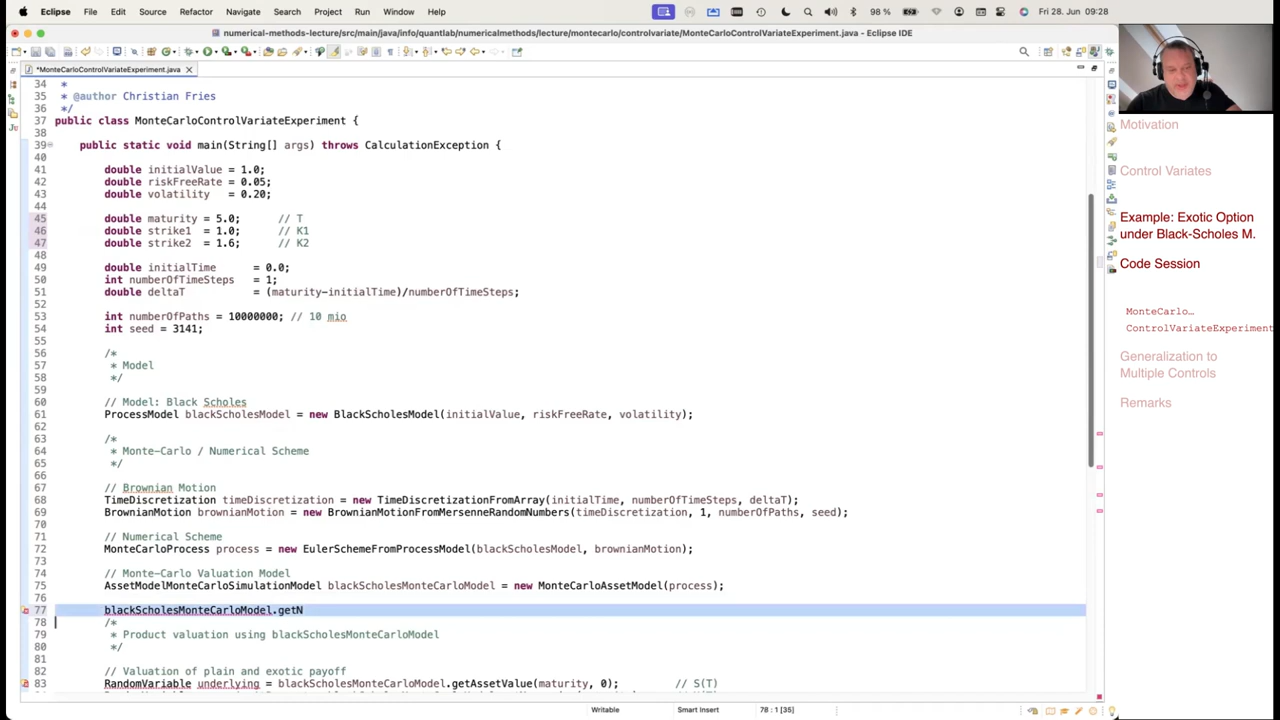 Eclipse File Edit Source Refactor Navigate Search Project Run Window Help 98 % Fri 28. Jun 09:28
numerical-methods-lecture/src/main/java/info/quantlab/numericalmethods/lecture/montecarlo/controlvariate/MonteCarloControlVariateExperiment.java - Eclipse IDE
*MonteCarloControlVariateExperiment.java
34 *
35 * @author Christian Fries
36 */
37 public class MonteCarloControlVariateExperiment {
38
39 public static void main(String[] args) throws CalculationException {
40
41 double initialValue = 1.0;
42 double riskFreeRate = 0.05;
43 double volatility = 0.20;
44
45 double maturity = 5.0; // T
46 double strike1 = 1.0; // K1
47 double strike2 = 1.6; // K2
48
49 double initialTime = 0.0;
50 int numberOfTimeSteps = 1;
51 double deltaT = (maturity-initialTime)/numberOfTimeSteps;
52
53 int numberOfPaths = 10000000; // 10 mio
54 int seed = 3141;
55
56 /*
57 * Model
58 */
59
60 // Model: Black Scholes
61 ProcessModel blackScholesModel = new BlackScholesModel(initialValue, riskFreeRate, volatility);
62
63 /*
64 * Monte-Carlo / Numerical Scheme
65 */
66
67 // Brownian Motion
68 TimeDiscretization timeDiscretization = new TimeDiscretizationFromArray(initialTime, numberOfTimeSteps, deltaT);
69 BrownianMotion brownianMotion = new BrownianMotionFromMersenneRandomNumbers(timeDiscretization, 1, numberOfPaths, seed);
70
71 // Numerical Scheme
72 MonteCarloProcess process = new EulerSchemeFromProcessModel(blackScholesModel, brownianMotion);
73
74 // Monte-Carlo Valuation Model
75 AssetModelMonteCarloSimulationModel blackScholesMonteCarloModel = new MonteCarloAssetModel(process);
76
77 blackScholesMonteCarloModel.getN
78 /*
79 * Product valuation using blackScholesMonteCarloModel
80 */
81
82 // Valuation of plain and exotic payoff
83 RandomVariable underlying = blackScholesMonteCarloModel.getAssetValue(maturity, 0); // S(T)
Writable Smart Insert 78 : 1 [35]
Motivation
Control Variates
Example: Exotic Option
under Black-Scholes M.
Code Session
MonteCarlo…
ControlVariateExperiment
Generalization to
Multiple Controls
Remarks